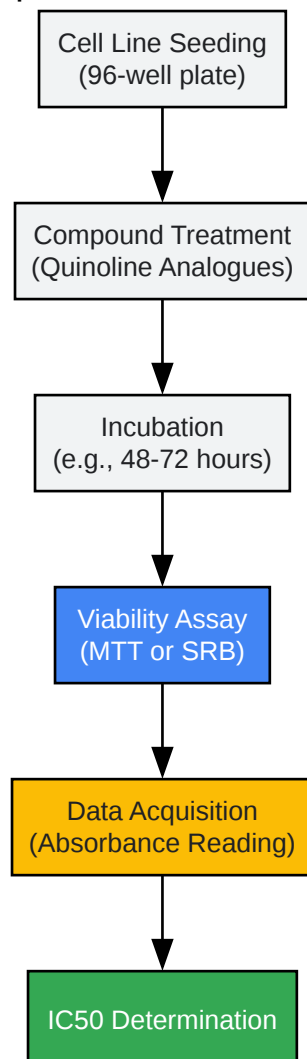 Cell Line Seeding
(96-well plate)
Compound Treatment
(Quinoline Analogues)
Incubation
(e.g., 48-72 hours)
Viability Assay
(MTT or SRB)
Data Acquisition
(Absorbance Reading)
IC50 Determination